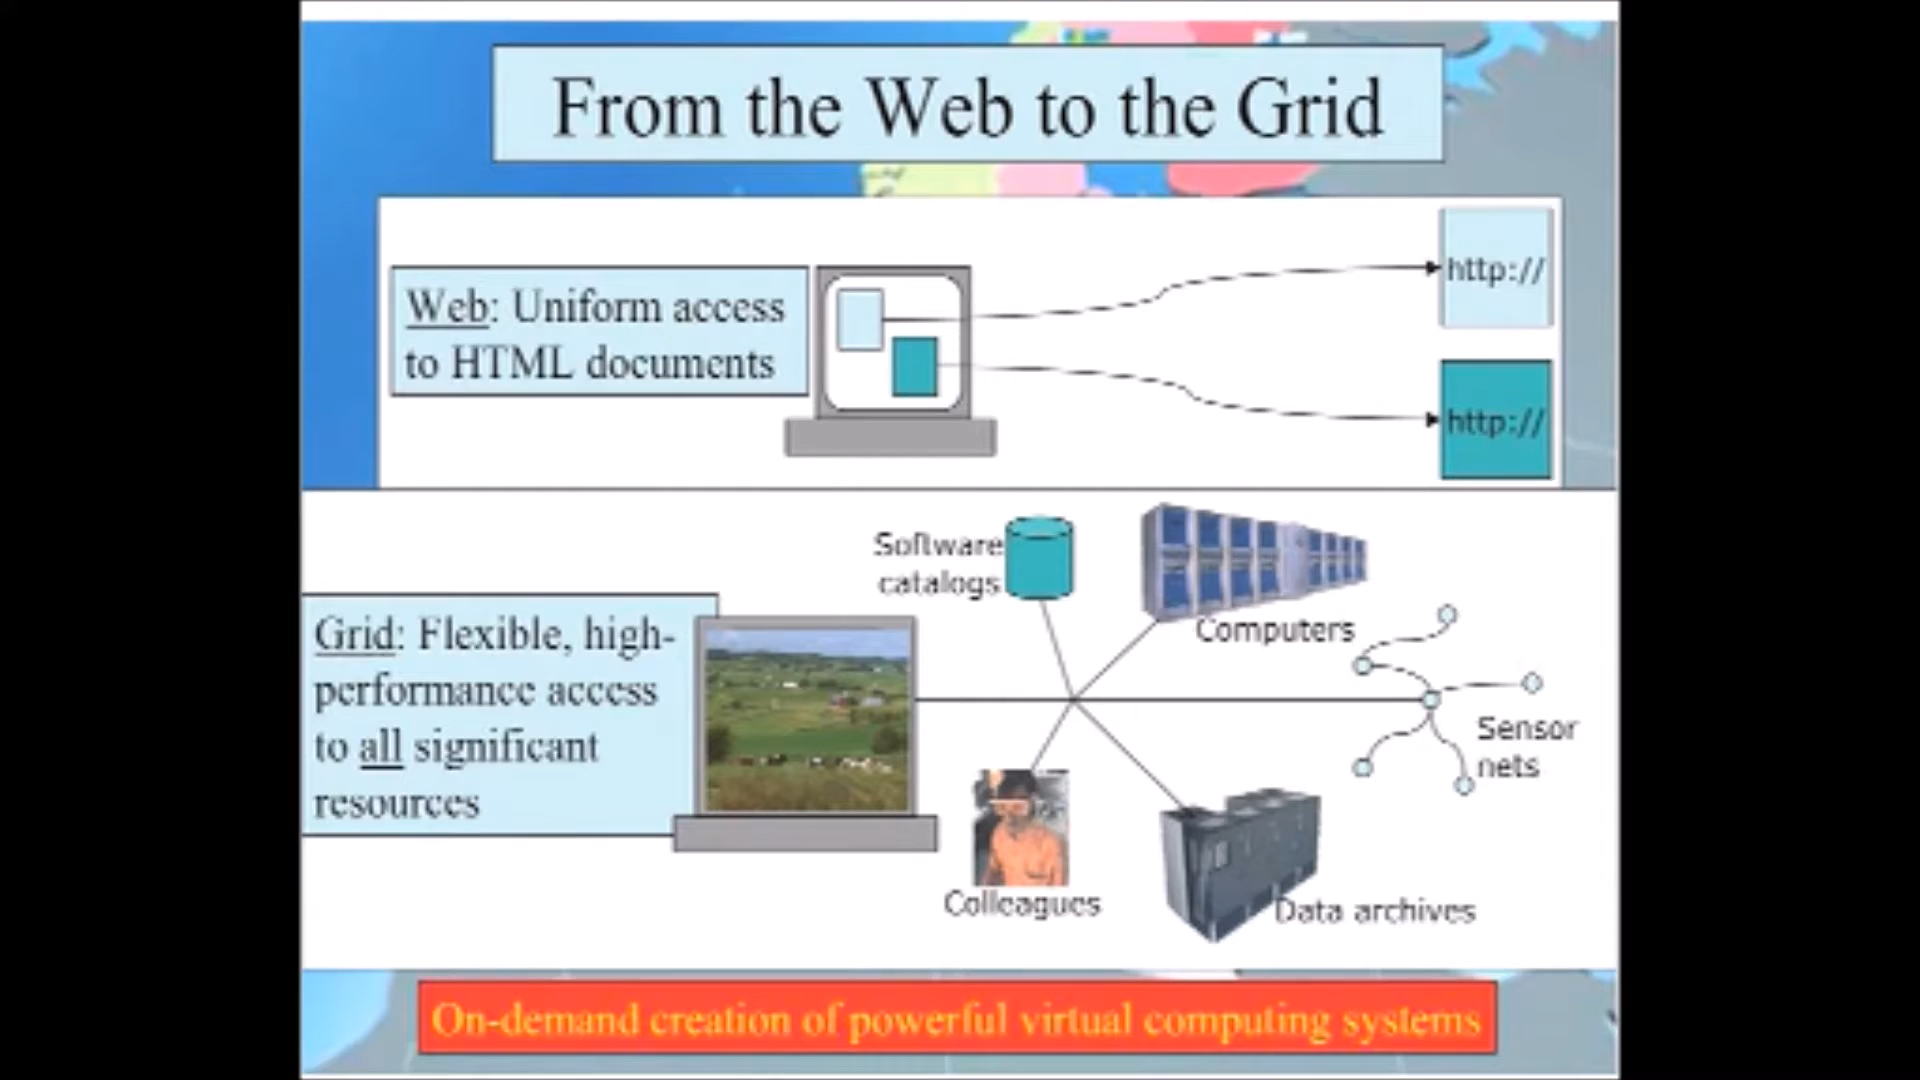 From the Web to the Grid
Web: Uniform access
to HTML documents
http://
http://
Software
catalogs
Computers
Grid: Flexible, high-
performance access
to all significant
resources
Sensor
nets
Colleagues
Data archives
On-demand creation of powerful virtual computing systems